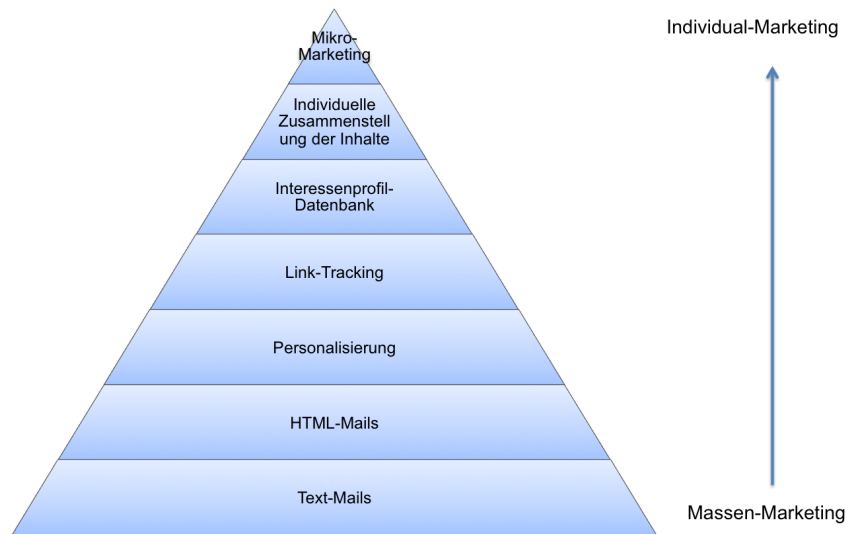 Mikro-
Marketing
Individual-Marketing
Individuelle
Zusammenstell
ung der Inhalte
Interessenprofil-
Datenbank
Link-Tracking
Personalisierung
HTML-Mails
Text-Mails
Massen-Marketing